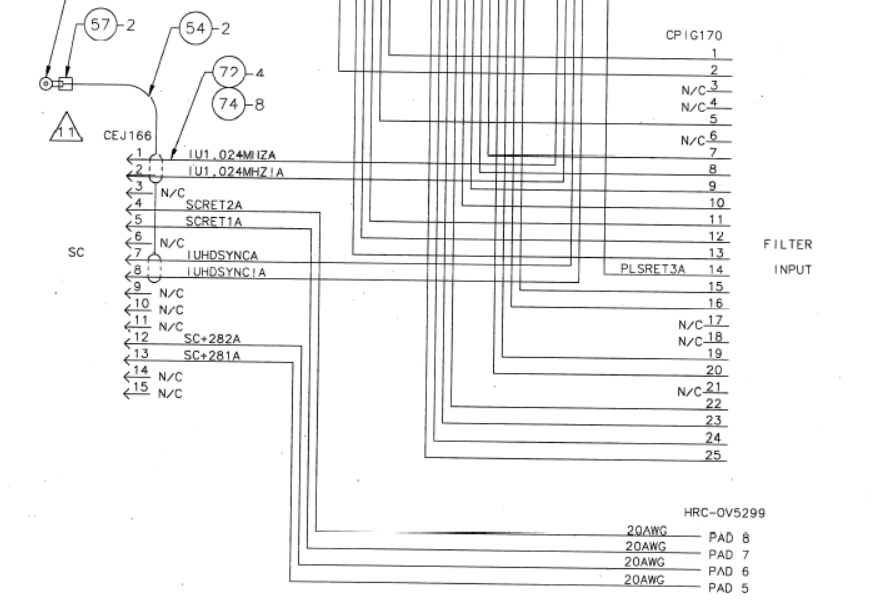 57-2
54-2
72-4
74-8
11
CEJ166
1 IU1.024MHZA
2 IU1.024MHZ!A
3 N/C
4 SCRET2A
5 SCRET1A
6 N/C
SC
7 IUHDSYNCA
8 IUHDSYNC!A
9 N/C
10 N/C
11 N/C
12 SC+282A
13 SC+281A
14 N/C
15 N/C
CPIG170
1
2
N/C 3
N/C 4
5
N/C 6
7
8
9
10
11
12
13
FILTER
INPUT
PLSRET3A 14
15
16
N/C 17
N/C 18
19
20
N/C 21
22
23
24
25
HRC-OV5299
20AWG PAD 8
20AWG PAD 7
20AWG PAD 6
20AWG PAD 5